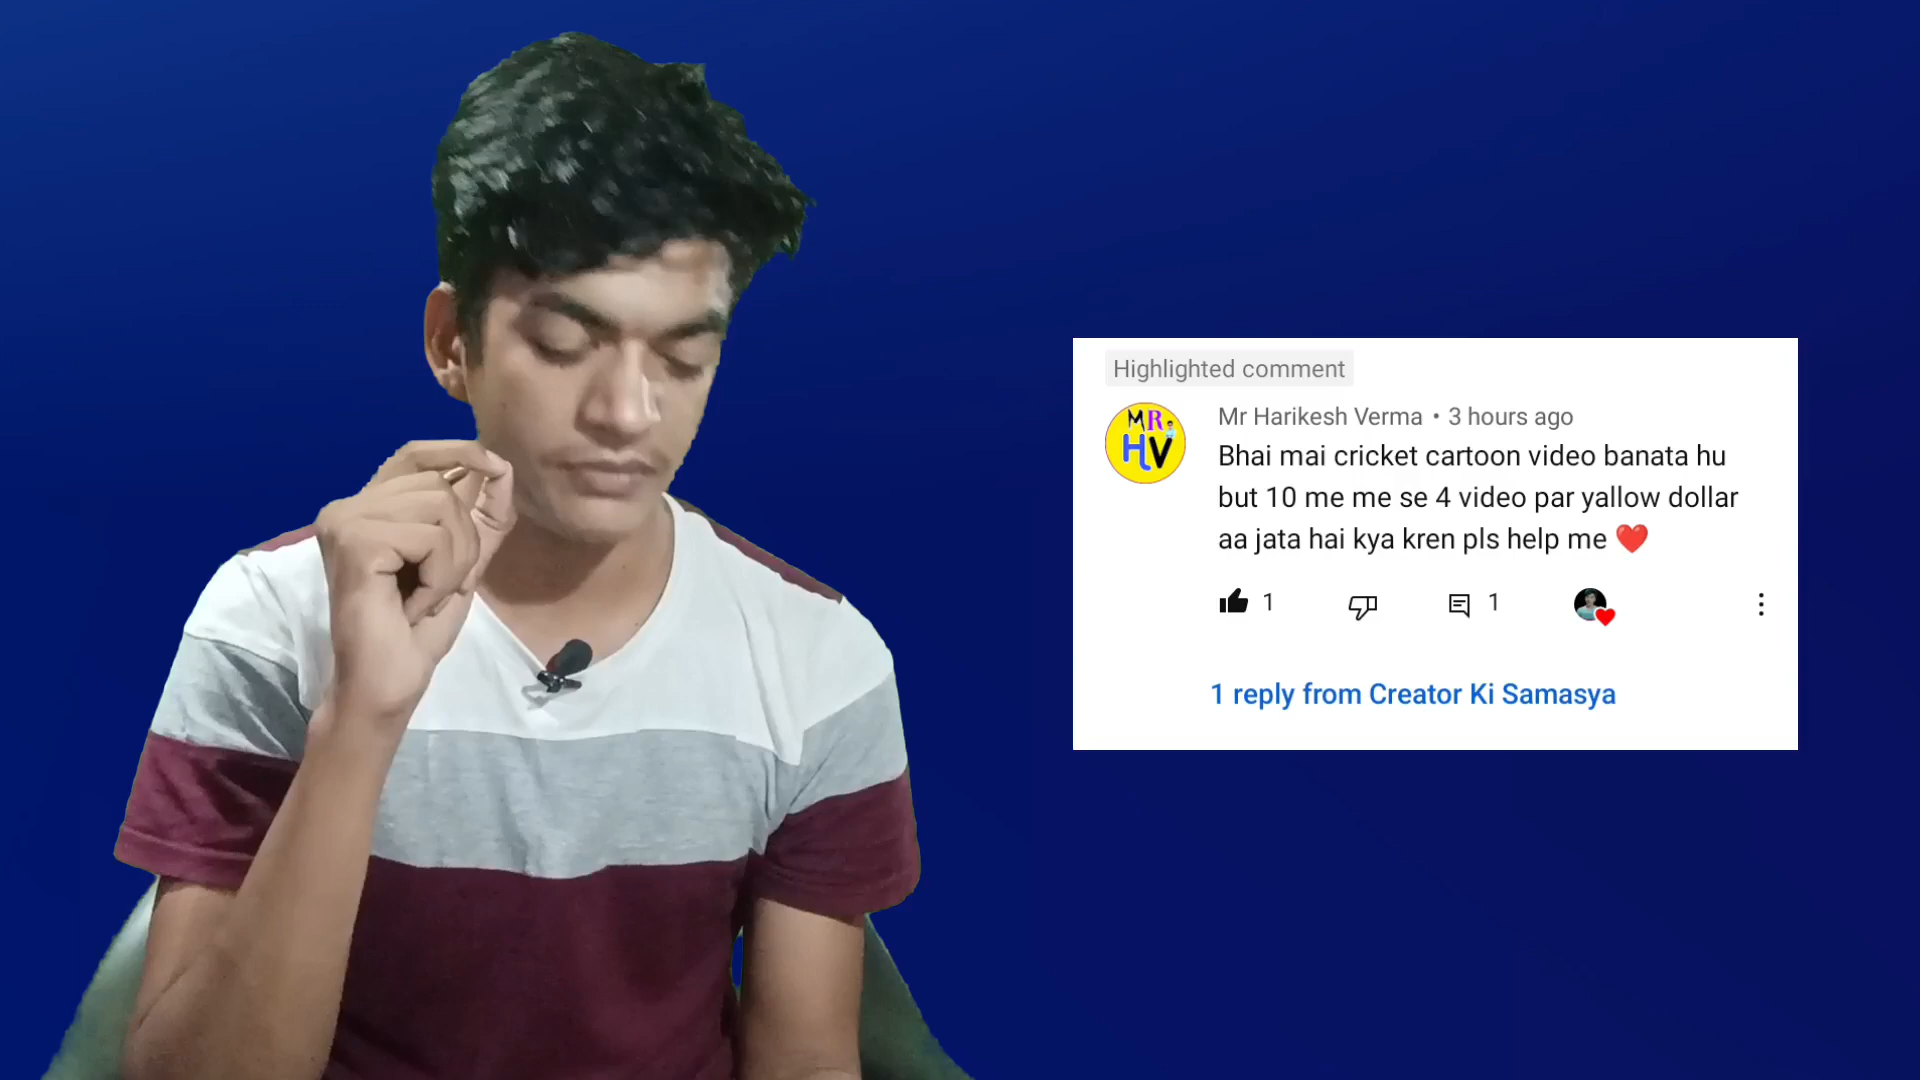 Highlighted comment
MR
HV
Mr Harikesh Verma • 3 hours ago
Bhai mai cricket cartoon video banata hu
but 10 me me se 4 video par yallow dollar
aa jata hai kya kren pls help me ❤️
1
1
1 reply from Creator Ki Samasya